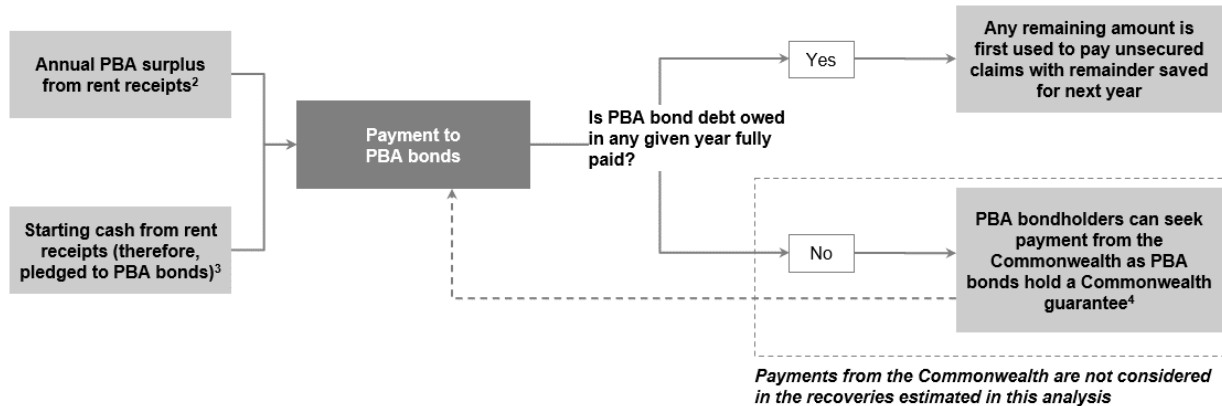 Annual PBA surplus
from rent receipts²
Starting cash from rent
receipts (therefore,
pledged to PBA bonds)³
Payment to
PBA bonds
Is PBA bond debt owed
in any given year fully
paid?
Yes
Any remaining amount is
first used to pay unsecured
claims with remainder saved
for next year
No
PBA bondholders can seek
payment from the
Commonwealth as PBA
bonds hold a Commonwealth
guarantee⁴
Payments from the Commonwealth are not considered
in the recoveries estimated in this analysis